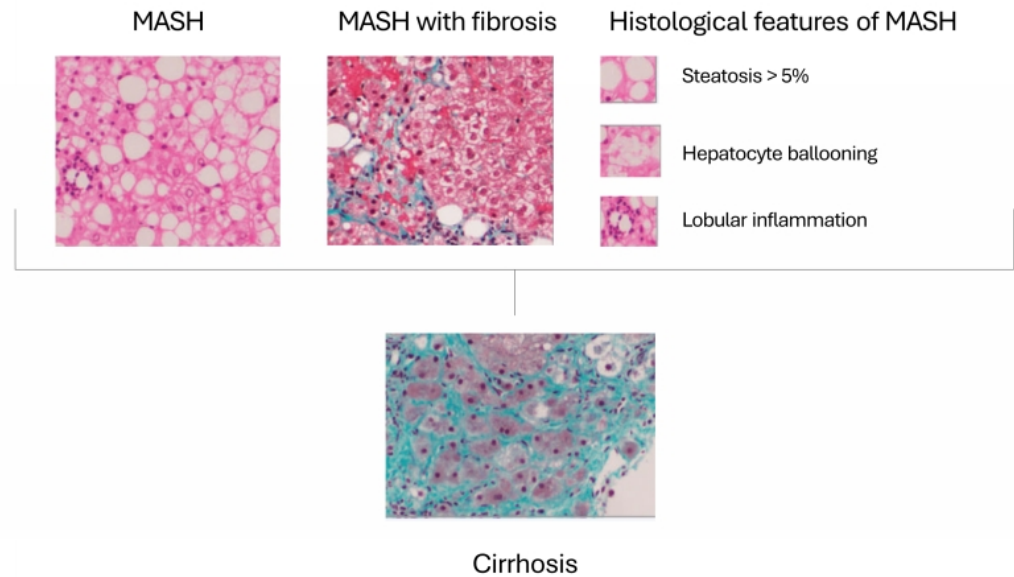 MASH
MASH with fibrosis
Histological features of MASH
Steatosis > 5%
Hepatocyte ballooning
Lobular inflammation
Cirrhosis